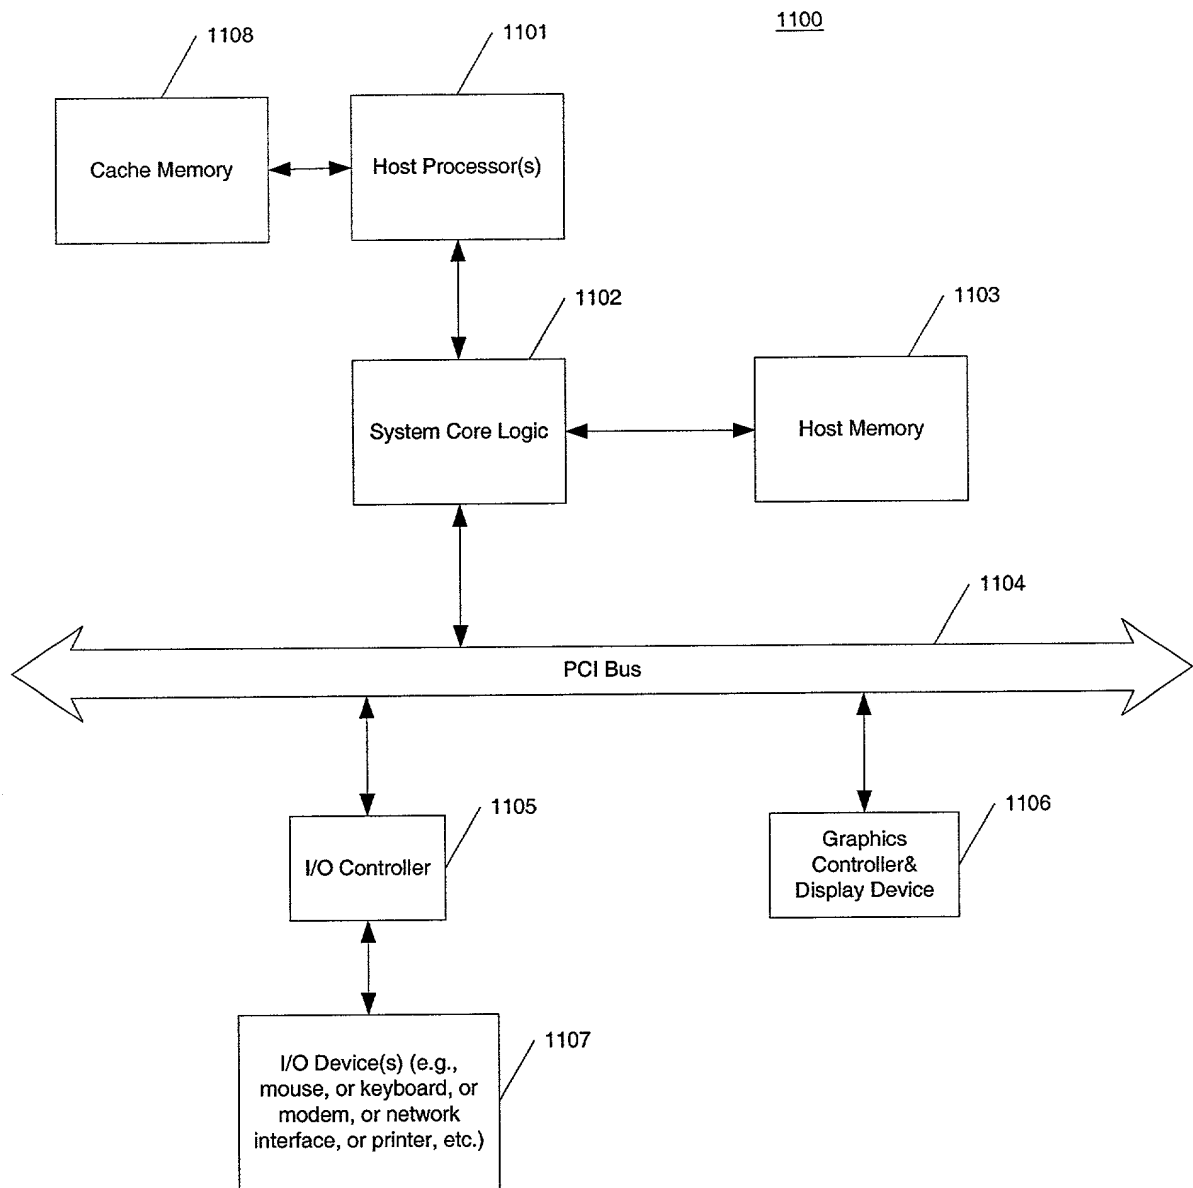 1100
1108
1101
Cache Memory
Host Processor(s)
1102
1103
System Core Logic
Host Memory
1104
PCI Bus
1105
1106
I/O Controller
Graphics
Controller&
Display Device
1107
I/O Device(s) (e.g.,
mouse, or keyboard, or
modem, or network
interface, or printer, etc.)